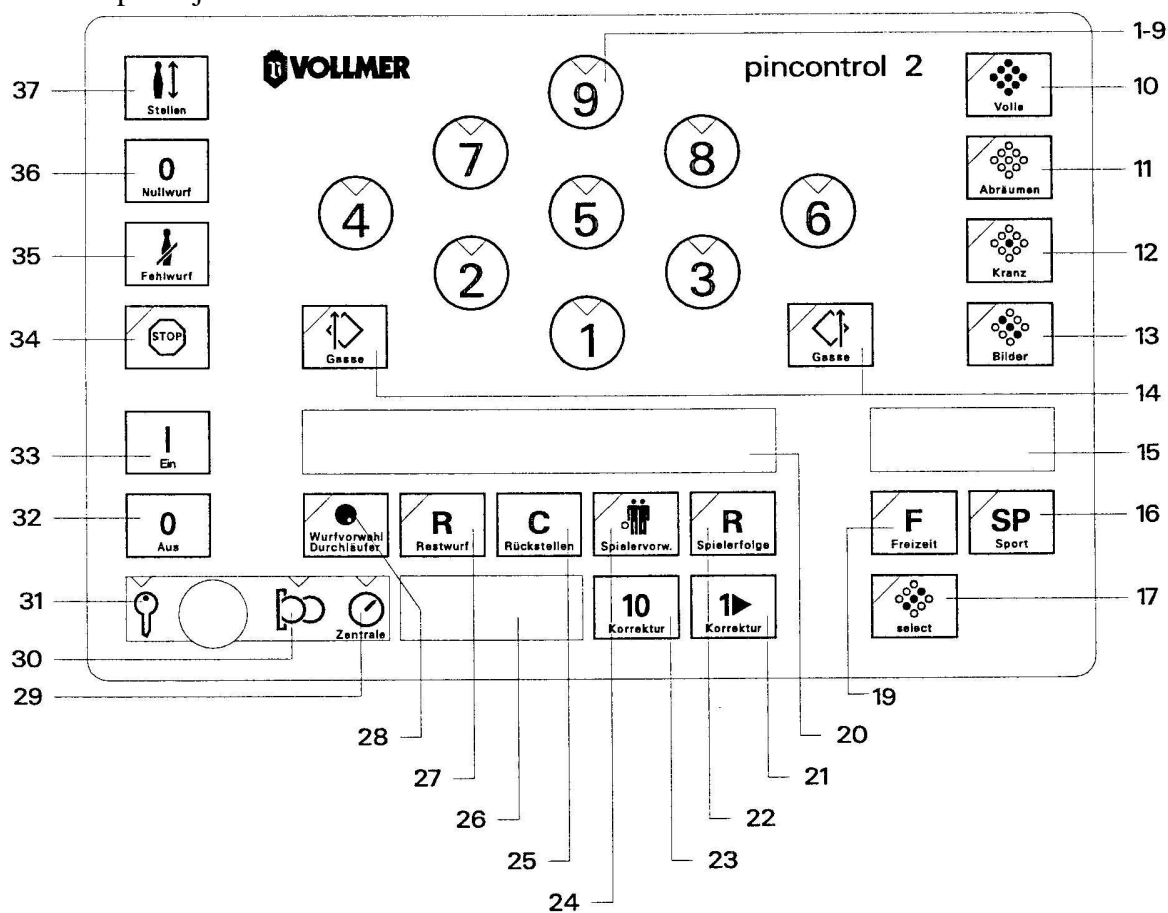 VOLLMER
pincontrol 2
1-9
37
Stellen
9
Volle
10
36
0
Nullwurf
7
8
Abräumen
11
4
5
6
35
Fehlwurf
2
3
Kranz
12
34
STOP
Gasse
1
Gasse
Bilder
13
14
33
I
Ein
15
32
0
Aus
Wurfvorwahl
Durchläufer
R
Restwurf
C
Rückstellen
Spielervorw.
R
Spielerfolge
F
Freizeit
SP
Sport
16
31
Zentrale
10
Korrektur
1
Korrektur
select
17
30
29
19
28
20
27
21
26
22
25
23
24